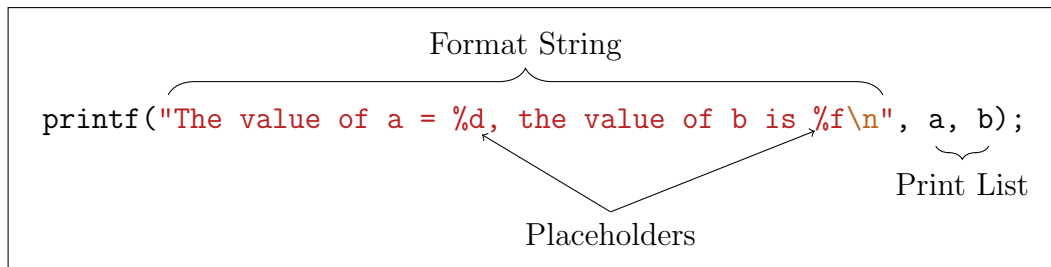 Format String
printf("The value of a = %d, the value of b is %f\n", a, b);
Print List
Placeholders